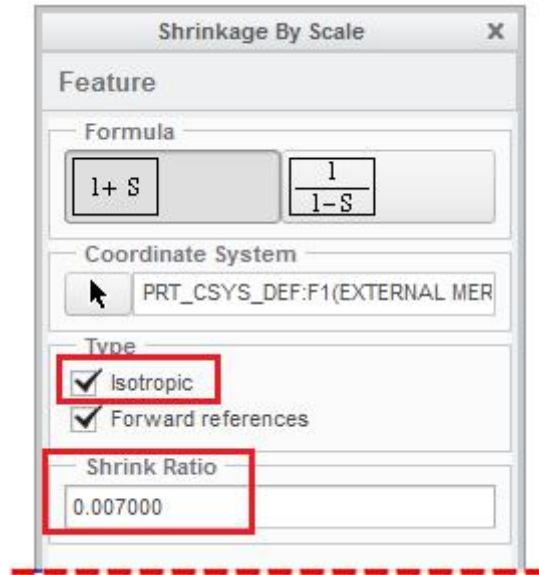 Shrinkage By Scale X
Feature
Formula
1+ S
1
1-S
Coordinate System
PRT_CSYS_DEF:F1(EXTERNAL MER
Type
Isotropic
Forward references
Shrink Ratio
0.007000